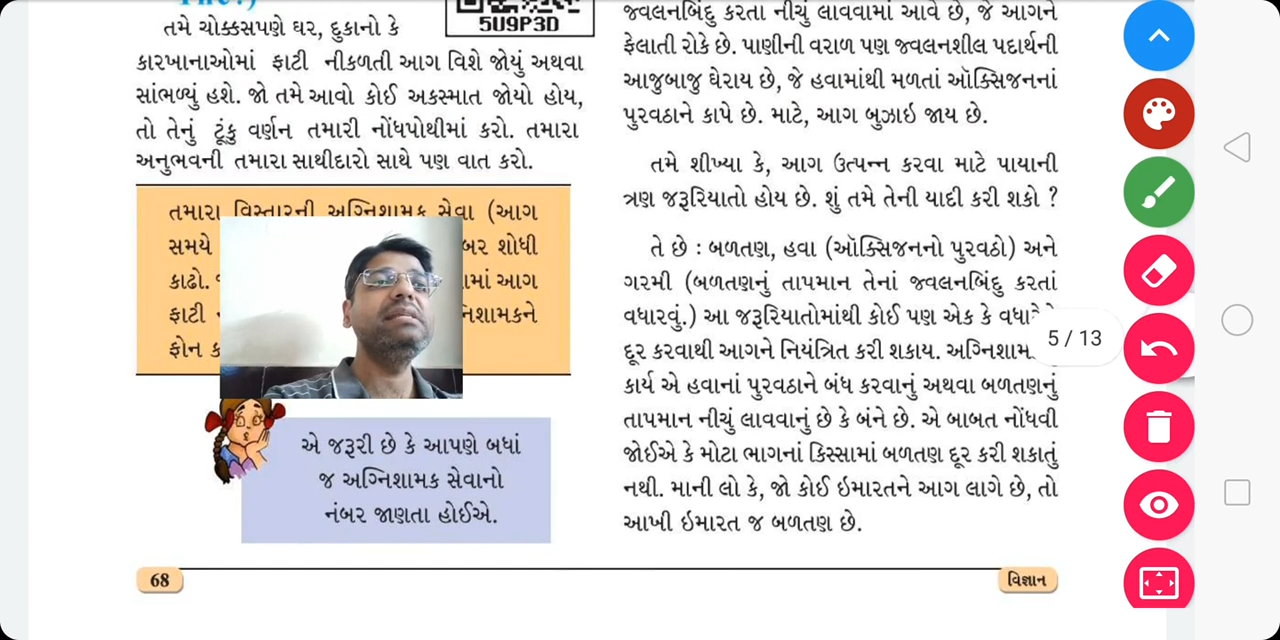 5U9P3D
તમે ચોક્કસપણે ઘર, દુકાનો કે
કારખાનાઓમાં ફાટી નીકળતી આગ વિશે જોયું અથવા
સાંભળ્યું હશે. જો તમે આવો કોઈ અકસ્માત જોયો હોય,
તો તેનું ટૂંકુ વર્ણન તમારી નોંધપોથીમાં કરો. તમારા
અનુભવની તમારા સાથીદારો સાથે પણ વાત કરો.
તમારા વિસ્તારની અગ્નિશામક સેવા (આગ
સમયે
બર શોધી
કાઢો.
માં આગ
ફાટી
નિશામકને
ફોન
એ જરૂરી છે કે આપણે બધાં
જ અગ્નિશામક સેવાનો
નંબર જાણતા હોઈએ.
68
જ્વલનબિંદુ કરતા નીચું લાવવામાં આવે છે, જે આગને
ફેલાતી રોકે છે. પાણીની વરાળ પણ જ્વલનશીલ પદાર્થની
આજુબાજુ ઘેરાય છે, જે હવામાંથી મળતાં ઑક્સિજનનાં
પુરવઠાને કાપે છે. માટે, આગ બુઝાઇ જાય છે.
તમે શીખ્યા કે, આગ ઉત્પન્ન કરવા માટે પાયાની
ત્રણ જરૂરિયાતો હોય છે. શું તમે તેની યાદી કરી શકો ?
તે છે : બળતણ, હવા (ઑક્સિજનનો પુરવઠો) અને
ગરમી (બળતણનું તાપમાન તેનાં જ્વલનબિંદુ કરતાં
વધારવું.) આ જરૂરિયાતોમાંથી કોઈ પણ એક કે
દૂર કરવાથી આગને નિયંત્રિત કરી શકાય.
કાર્ય એ હવાનાં પુરવઠાને બંધ કરવાનું અથવા બળતણનું
તાપમાન નીચું લાવવાનું છે કે બંને છે. એ બાબત નોંધવી
જોઈએ કે મોટા ભાગનાં કિસ્સામાં બળતણ દૂર કરી શકાતું
નથી. માની લો કે, જો કોઈ ઇમારતને આગ લાગે છે, તો
આખી ઇમારત જ બળતણ છે.
વિજ્ઞાન
5 / 13